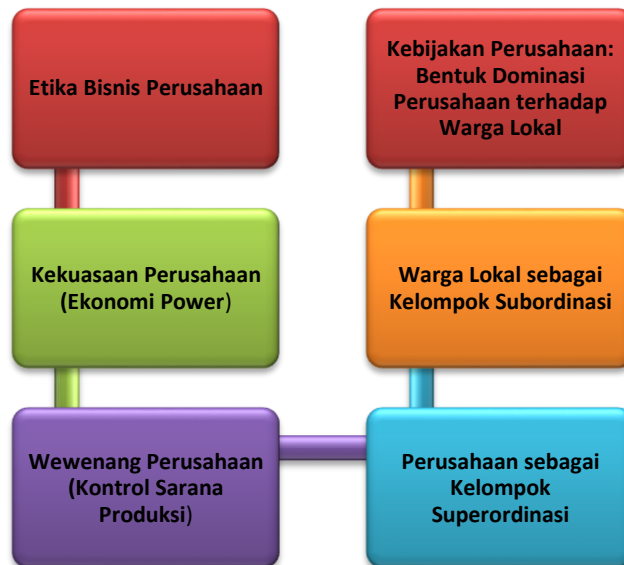 Etika Bisnis Perusahaan
Kekuasaan Perusahaan
(Ekonomi Power)
Wewenang Perusahaan
(Kontrol Sarana
Produksi)
Perusahaan sebagai
Kelompok
Superordinasi
Warga Lokal sebagai
Kelompok Subordinasi
Kebijakan Perusahaan:
Bentuk Dominasi
Perusahaan terhadap
Warga Lokal